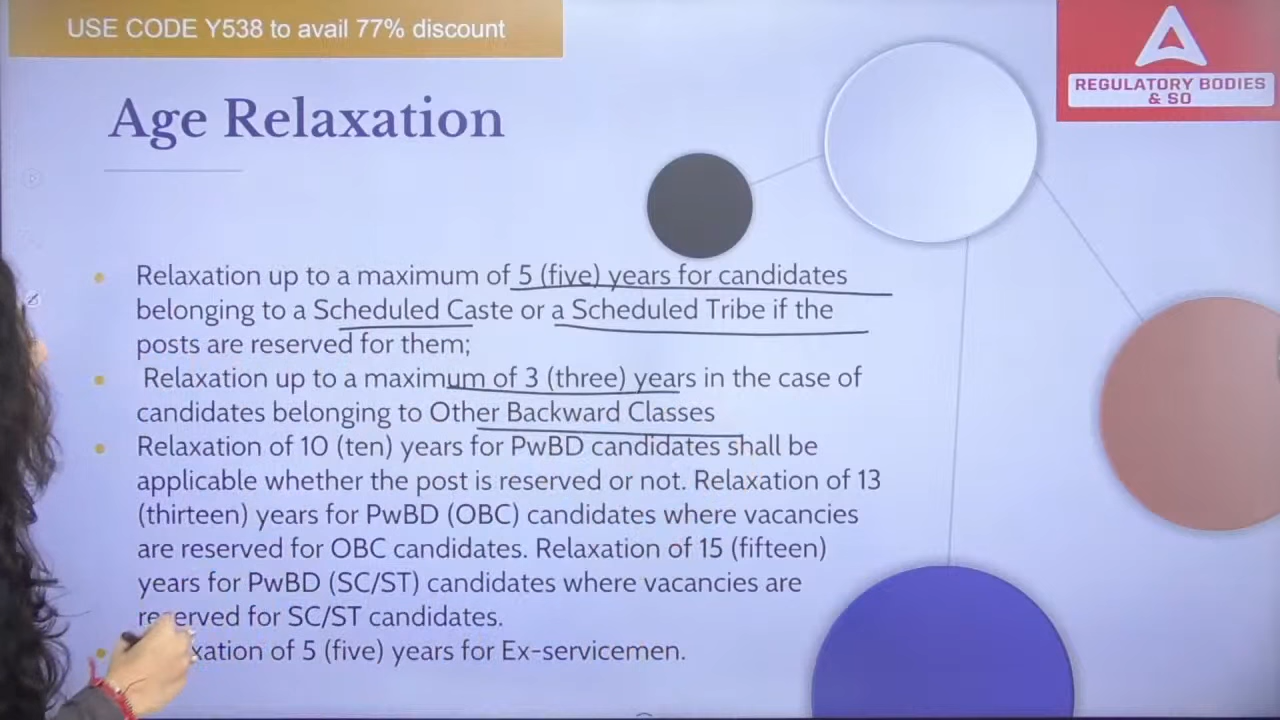 USE CODE Y538 to avail 77% discount
REGULATORY BODIES
& SO
Age Relaxation
Relaxation up to a maximum of 5 (five) years for candidates
belonging to a Scheduled Caste or a Scheduled Tribe if the
posts are reserved for them;
Relaxation up to a maximum of 3 (three) years in the case of
candidates belonging to Other Backward Classes
Relaxation of 10 (ten) years for PwBD candidates shall be
applicable whether the post is reserved or not. Relaxation of 13
(thirteen) years for PwBD (OBC) candidates where vacancies
are reserved for OBC candidates. Relaxation of 15 (fifteen)
years for PwBD (SC/ST) candidates where vacancies are
reserved for SC/ST candidates.
xation of 5 (five) years for Ex-servicemen.